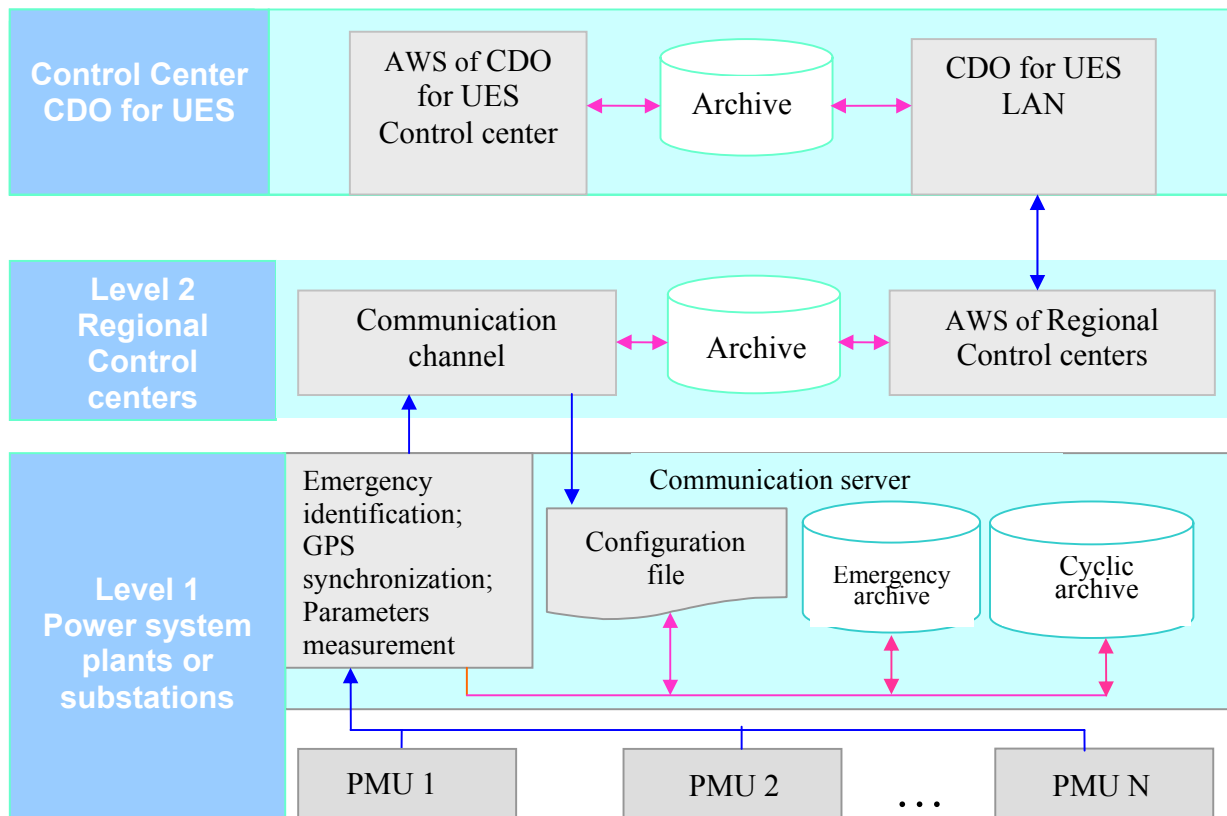 Control Center
CDO for UES
AWS of CDO
for UES
Control center
Archive
CDO for UES
LAN
Level 2
Regional
Control
centers
Communication
channel
Archive
AWS of Regional
Control centers
Level 1
Power system
plants or
substations
Emergency
identification;
GPS
synchronization;
Parameters
measurement
Communication server
Configuration
file
Emergency
archive
Cyclic
archive
PMU 1
PMU 2
...
PMU N